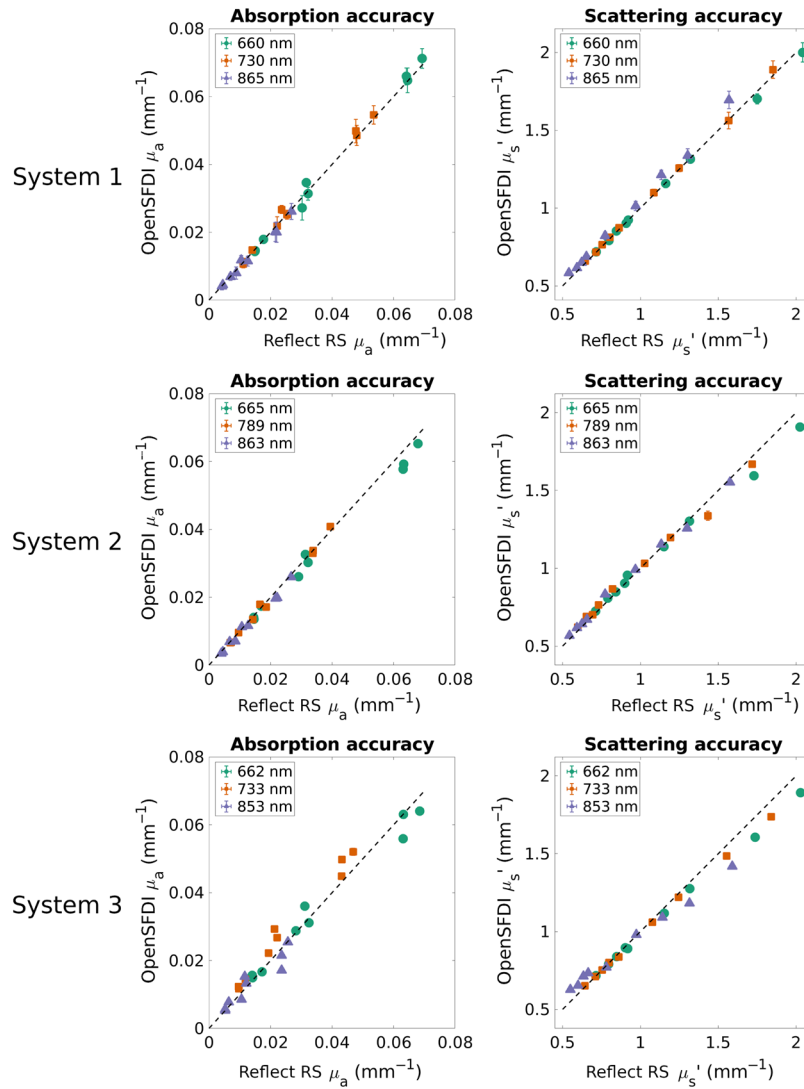 Absorption accuracy
Scattering accuracy
System 1
OpenSFDI μa (mm−1)
0.08
0.06
0.04
0.02
0
660 nm
730 nm
865 nm
0 0.02 0.04 0.06 0.08
Reflect RS μa (mm−1)
OpenSFDI μs' (mm−1)
2
1.5
1
0.5
660 nm
730 nm
865 nm
0.5 1 1.5 2
Reflect RS μs' (mm−1)
Absorption accuracy
Scattering accuracy
System 2
OpenSFDI μa (mm−1)
0.08
0.06
0.04
0.02
0
665 nm
789 nm
863 nm
0 0.02 0.04 0.06 0.08
Reflect RS μa (mm−1)
OpenSFDI μs' (mm−1)
2
1.5
1
0.5
665 nm
789 nm
863 nm
0.5 1 1.5 2
Reflect RS μs' (mm−1)
Absorption accuracy
Scattering accuracy
System 3
OpenSFDI μa (mm−1)
0.08
0.06
0.04
0.02
0
662 nm
733 nm
853 nm
0 0.02 0.04 0.06 0.08
Reflect RS μa (mm−1)
OpenSFDI μs' (mm−1)
2
1.5
1
0.5
662 nm
733 nm
853 nm
0.5 1 1.5 2
Reflect RS μs' (mm−1)